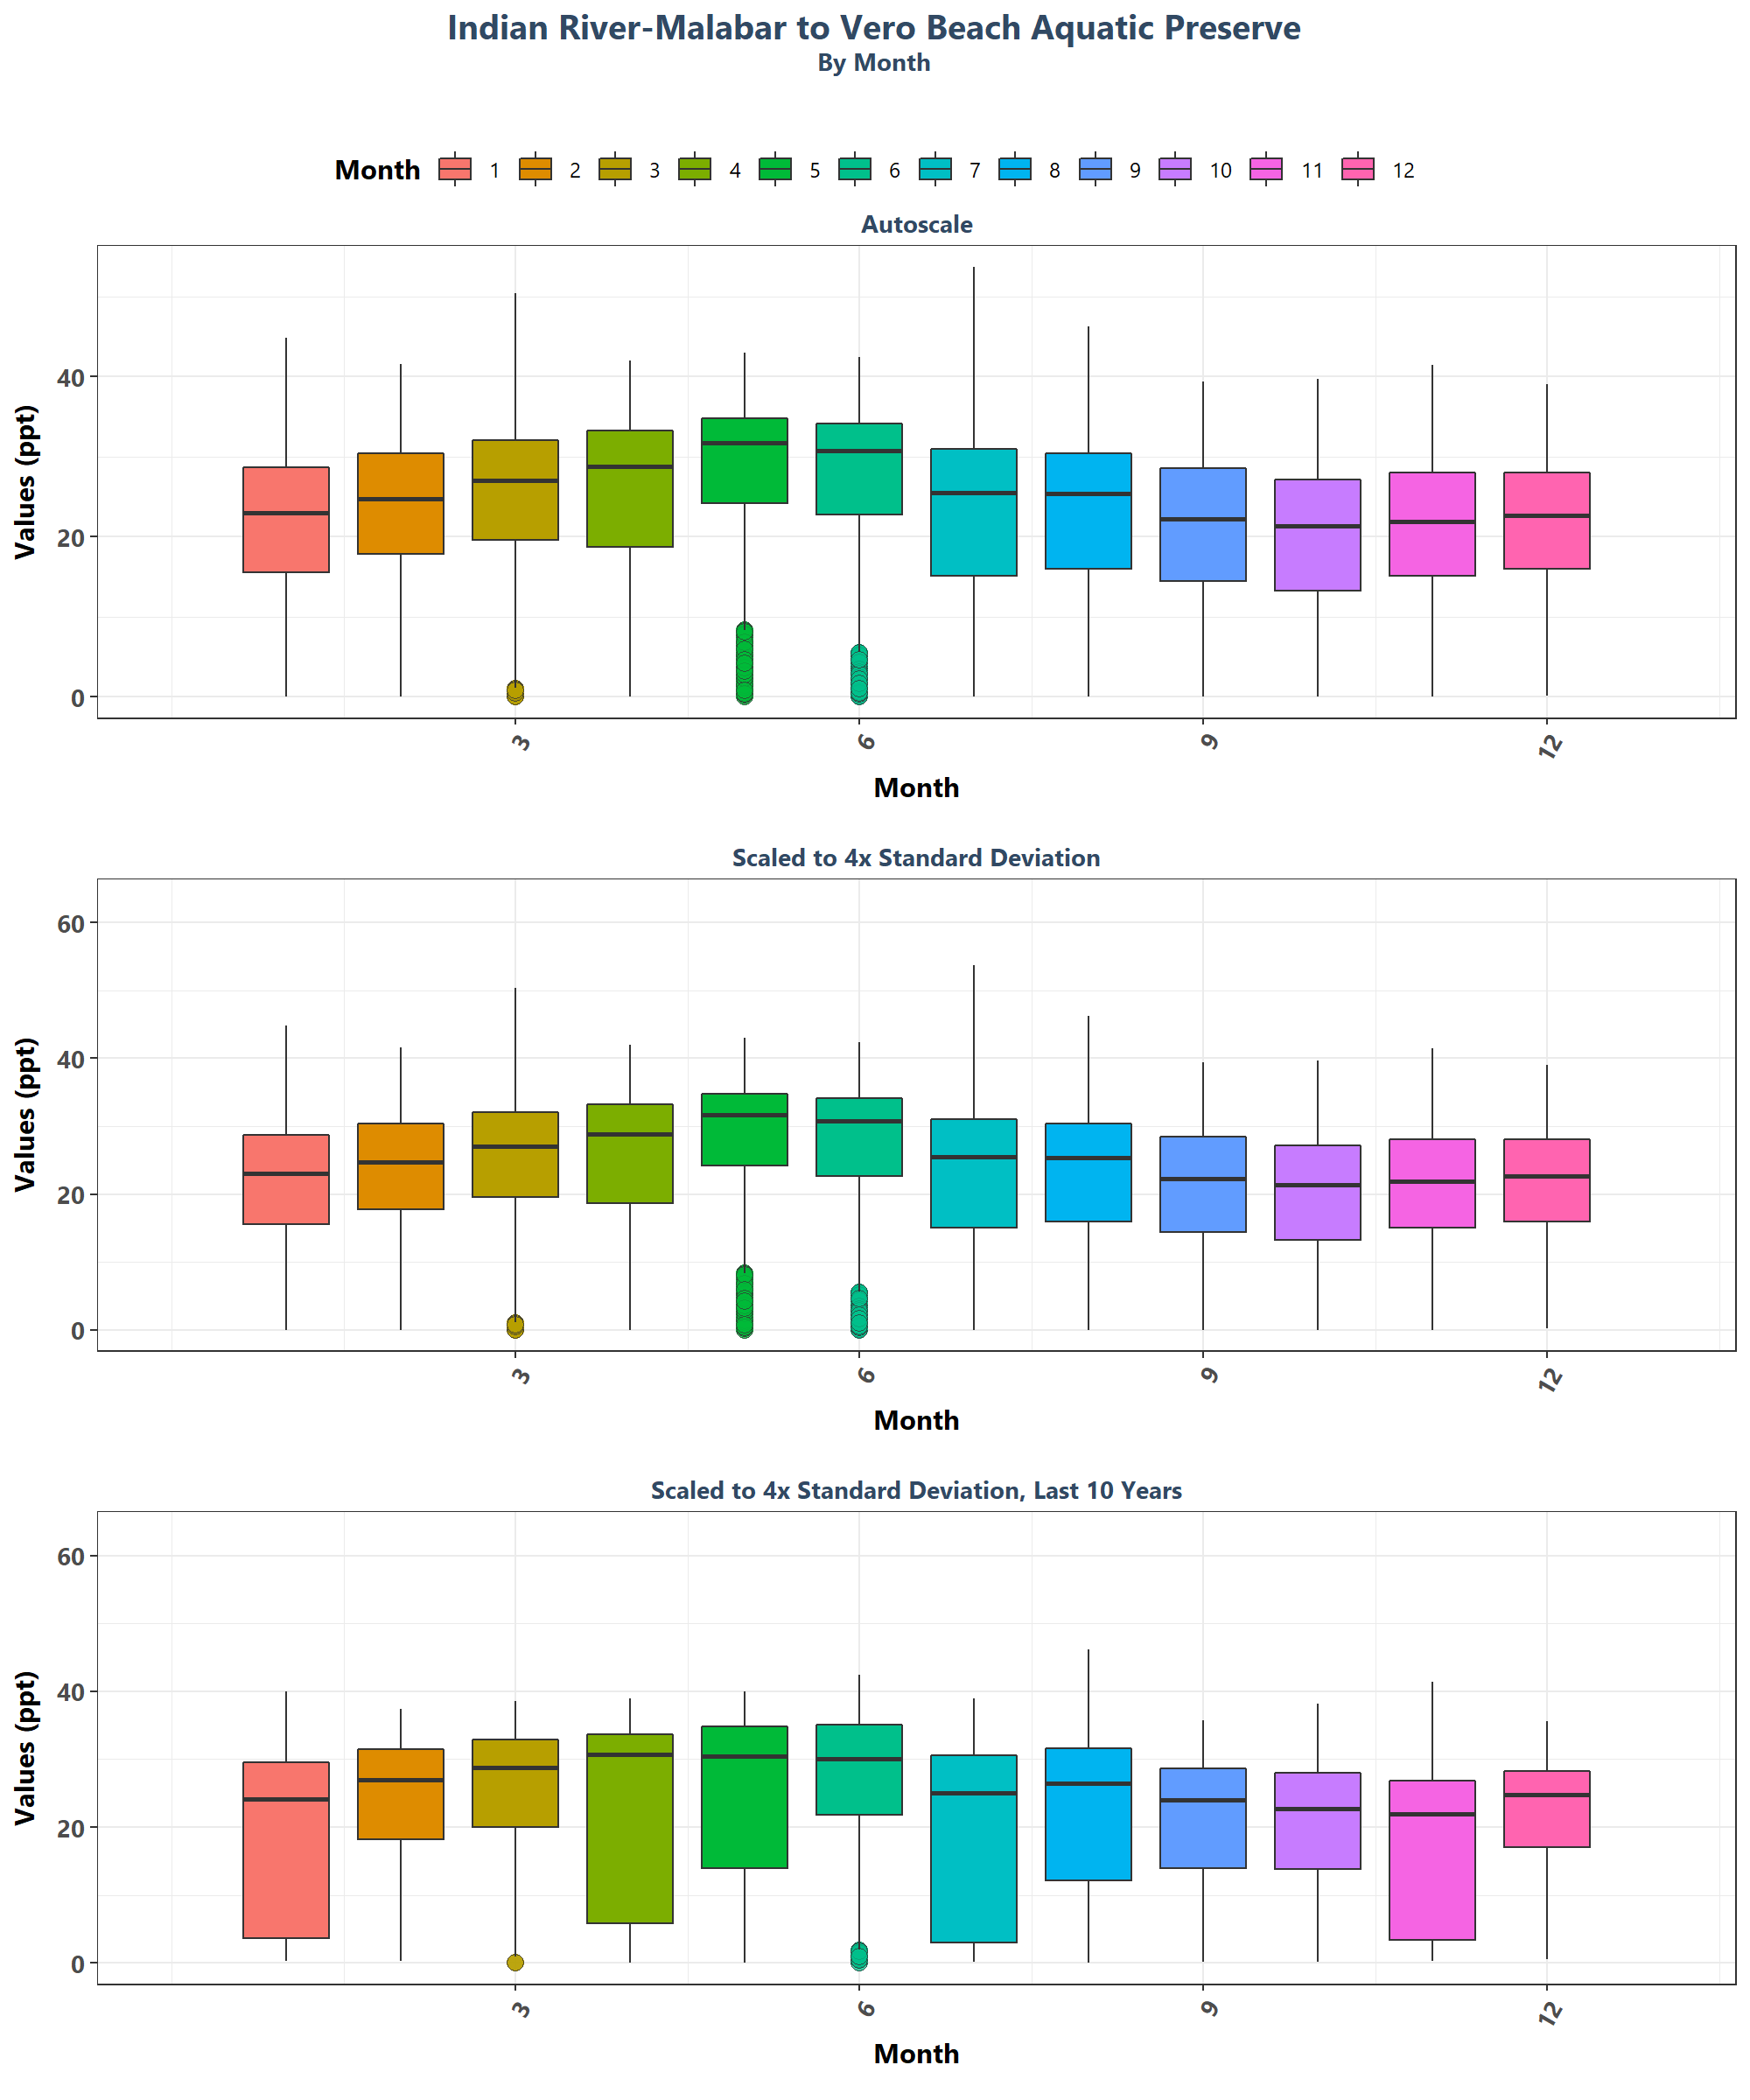 Indian River-Malabar to Vero Beach Aquatic Preserve
By Month
Month 1 2 3 4 5 6 7 8 9 10 11 12
Autoscale
Values (ppt)
40
20
0
3 6 9 12
Month
Scaled to 4x Standard Deviation
Values (ppt)
60
40
20
0
3 6 9 12
Month
Scaled to 4x Standard Deviation, Last 10 Years
Values (ppt)
60
40
20
0
3 6 9 12
Month